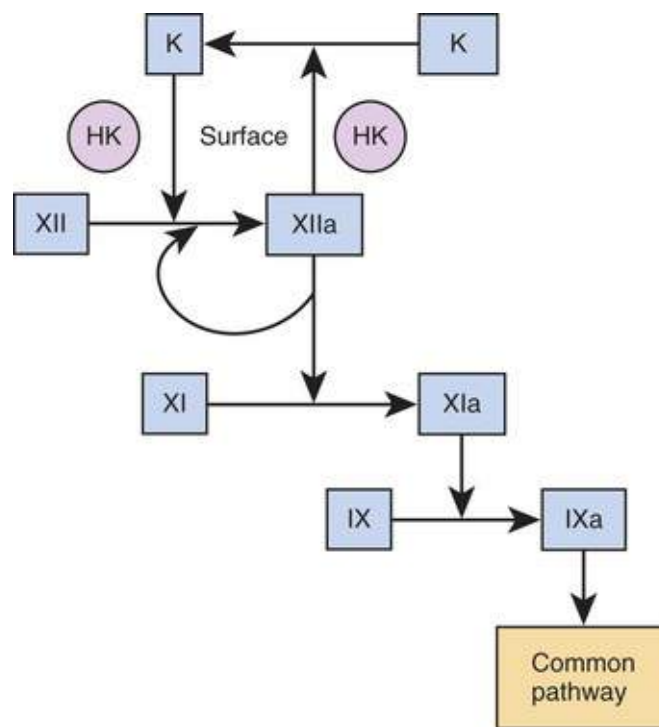 K
K
HK
Surface
HK
XII
XIIa
XI
XIa
IX
IXa
Common
pathway